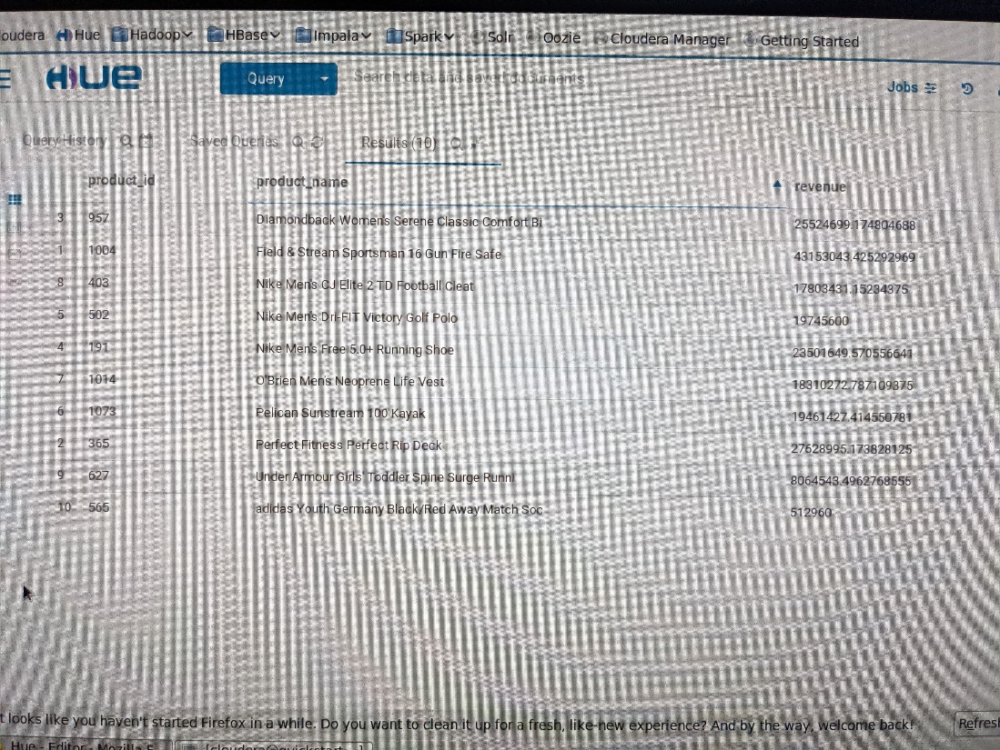 oudera Hue Hadoop HBase Impala Spark Solr Oozie Cloudera Manager Getting Started
HUE Query Search data and saved documents Jobs
Query History Saved Queries Results (10)
product_id product_name revenue
3 957 Diamondback Women's Serene Classic Comfort Bi 25524699.174804688
1 1004 Field & Stream Sportsman 16 Gun Fire Safe 43153043.425292969
8 403 Nike Men's CJ Elite 2 TD Football Cleat 17803431.15234375
5 502 Nike Men's Dri-FIT Victory Golf Polo 19745600
4 191 Nike Men's Free 5.0+ Running Shoe 23501649.570556641
7 1014 O'Brien Men's Neoprene Life Vest 18310272.787109375
6 1073 Pelican Sunstream 100 Kayak 19461427.414550781
2 365 Perfect Fitness Perfect Rip Deck 27628995.173828125
9 627 Under Armour Girls' Toddler Spine Surge Runni 8064543.4962768555
10 565 adidas Youth Germany Black/Red Away Match Soc 512960
t looks like you haven't started Firefox in a while. Do you want to clean it up for a fresh, like-new experience? And by the way, welcome back! Refres
Hue - Editor - Mozilla F [cloudera@quickstart